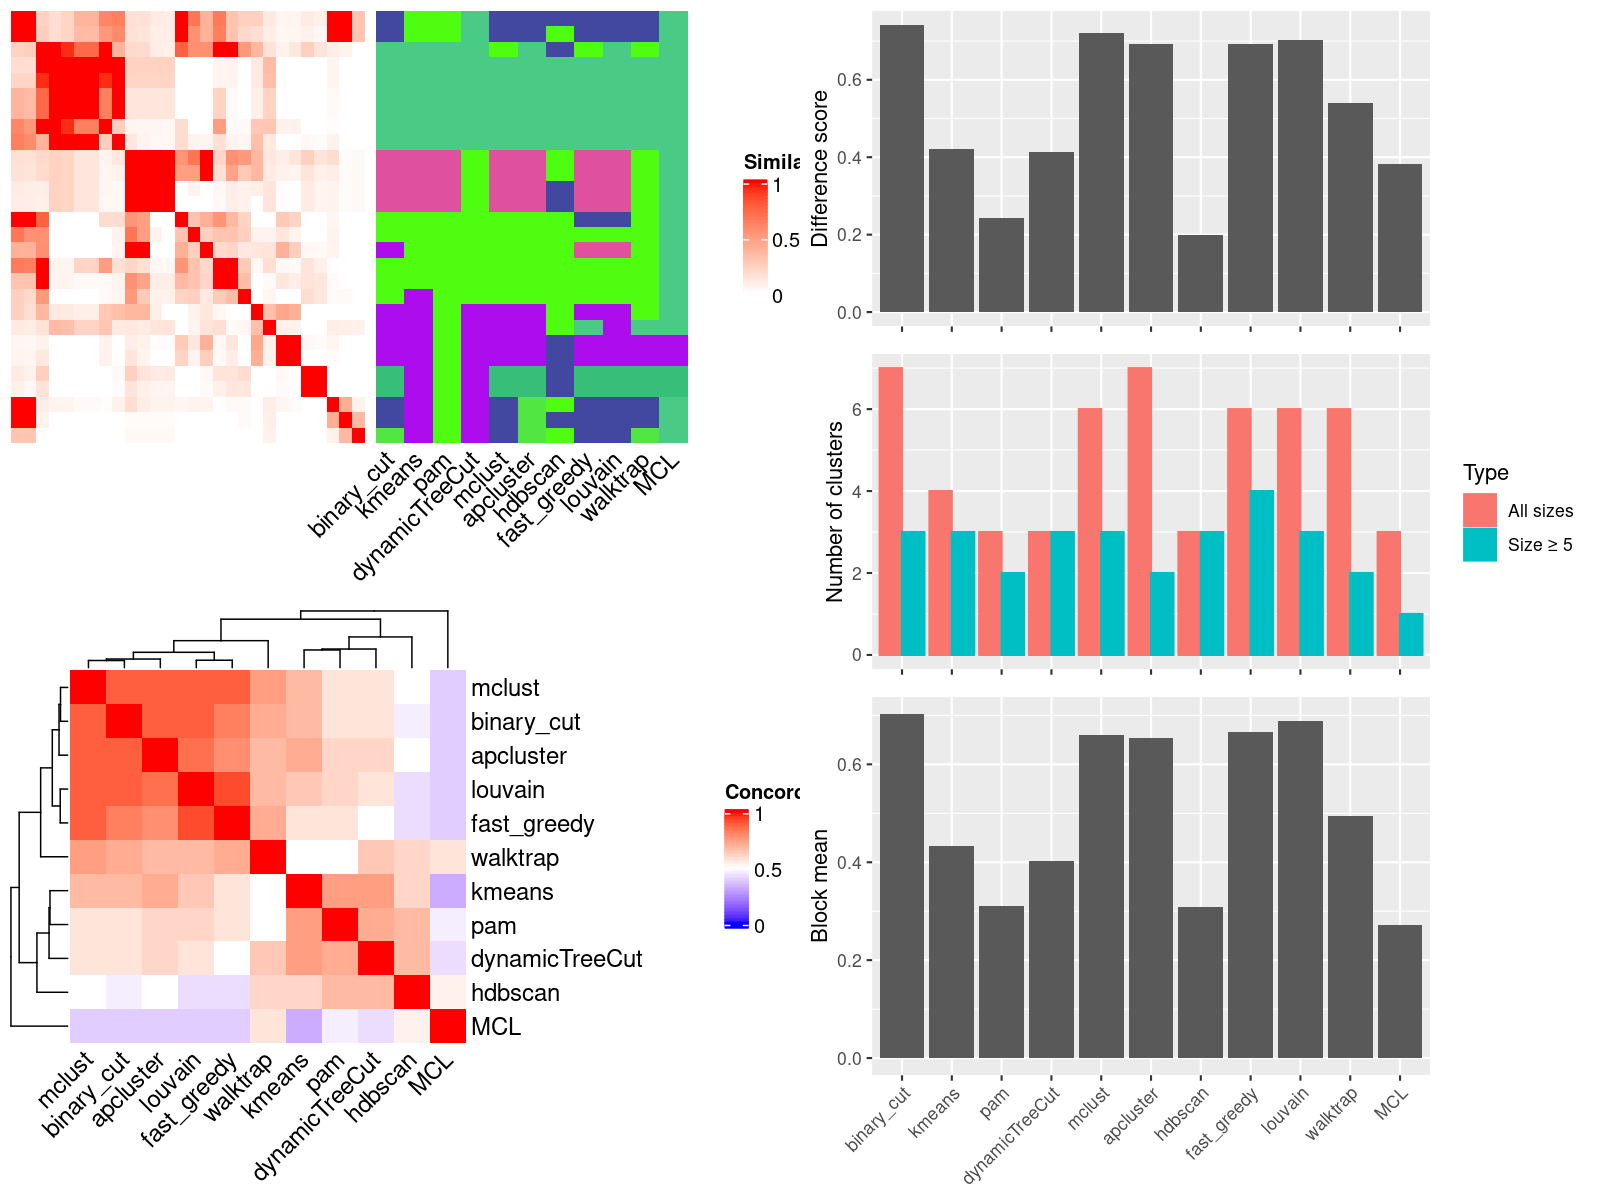 Simila
1
0.5
0
binary_cut
kmeans
pam
dynamicTreeCut
mclust
apcluster
hdbscan
fast_greedy
louvain
walktrap
MCL
mclust
binary_cut
apcluster
louvain
fast_greedy
walktrap
kmeans
pam
dynamicTreeCut
hdbscan
MCL
mclust
binary_cut
apcluster
louvain
fast_greedy
walktrap
kmeans
pam
dynamicTreeCut
hdbscan
MCL
Concord
1
0.5
0
Difference score
0.6
0.4
0.2
0.0
Number of clusters
6
4
2
0
Type
All sizes
Size ≥ 5
Block mean
0.6
0.4
0.2
0.0
binary_cut
kmeans
pam
dynamicTreeCut
mclust
apcluster
hdbscan
fast_greedy
louvain
walktrap
MCL